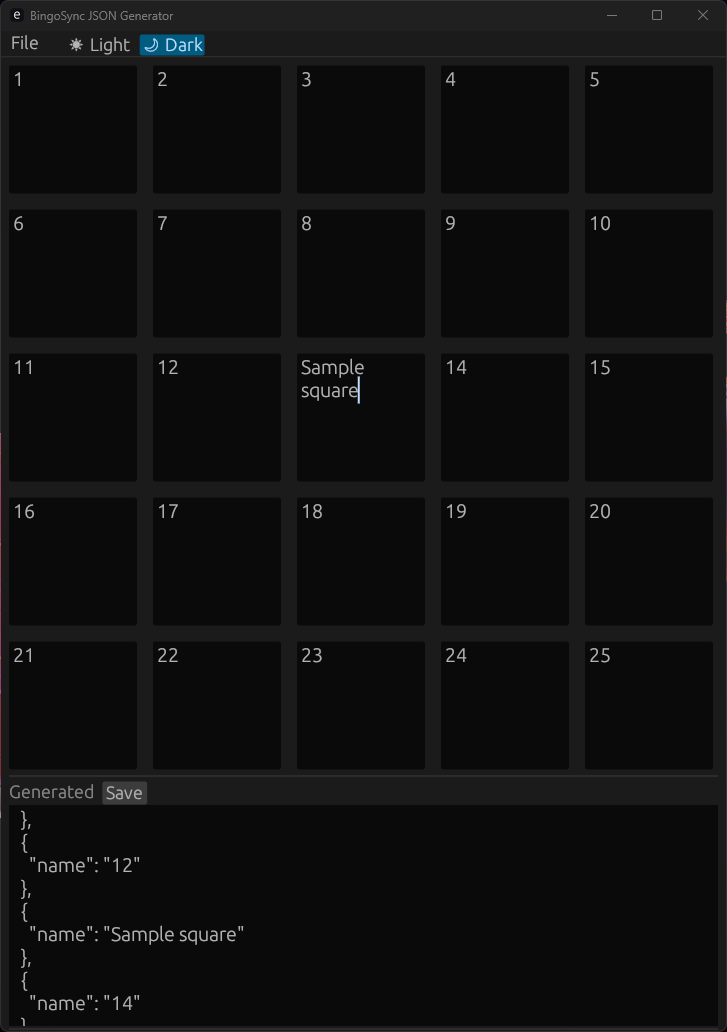 e BingoSync JSON Generator
File Light Dark
1 2 3 4 5
6 7 8 9 10
11 12 Sample square 14 15
16 17 18 19 20
21 22 23 24 25
Generated Save
},
{
"name": "12"
},
{
"name": "Sample square"
},
{
"name": "14"
}